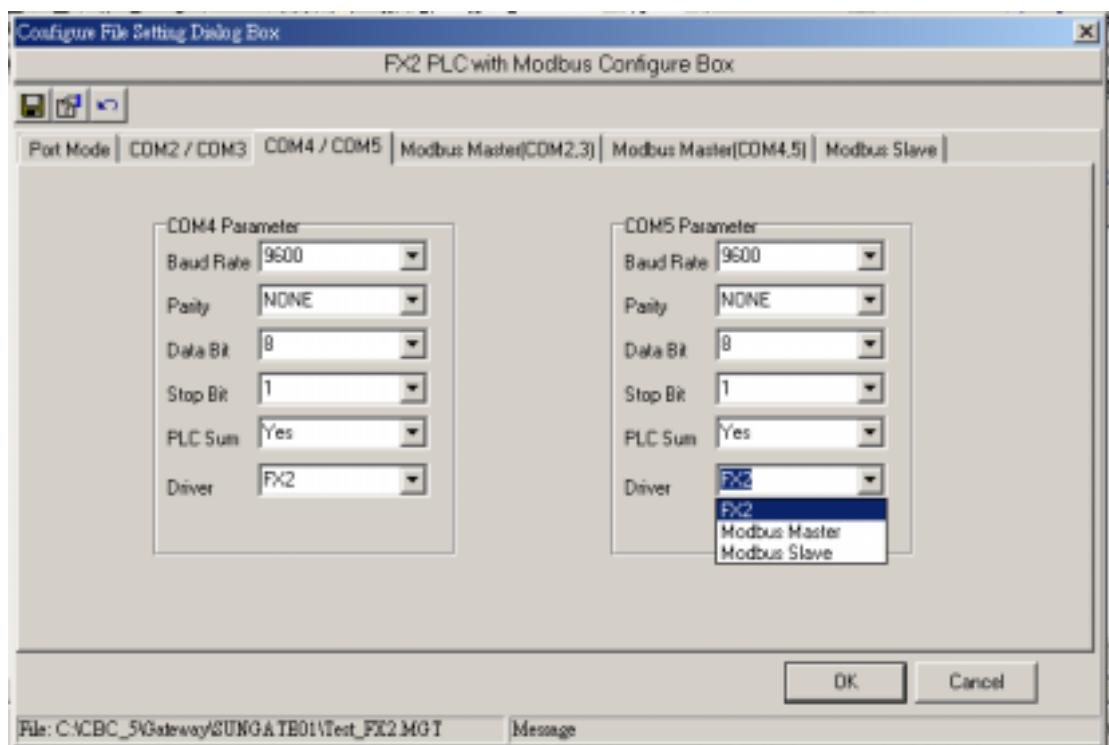 Configure File Setting Dialog Box
FX2 PLC with Modbus Configure Box
Port Mode COM2 / COM3 COM4 / COM5 Modbus Master(COM2,3) Modbus Master(COM4,5) Modbus Slave
COM4 Parameter
Baud Rate 9600
Parity NONE
Data Bit 8
Stop Bit 1
PLC Sum Yes
Driver FX2
COM5 Parameter
Baud Rate 9600
Parity NONE
Data Bit 8
Stop Bit 1
PLC Sum Yes
Driver FX2
FX2
Modbus Master
Modbus Slave
OK Cancel
File: C:\CBC_5\Gateway\SUNGATE01\Test_FX2.MGT Message